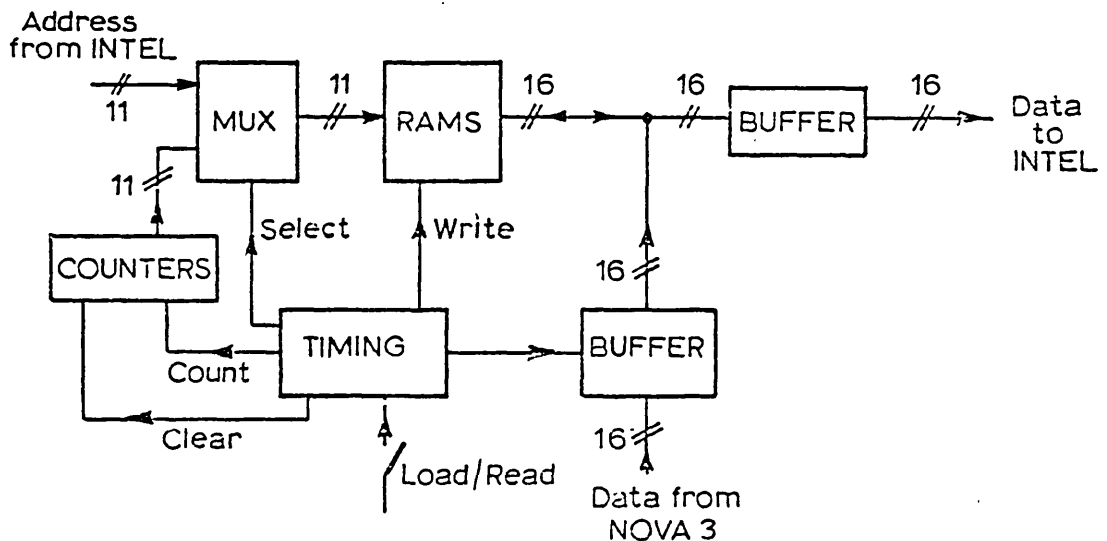 Address
from INTEL
11
MUX
11
RAMS
16
16
BUFFER
16
Data
to
INTEL
11
Select
Write
COUNTERS
16
TIMING
BUFFER
Count
Clear
16
Load/Read
Data from
NOVA 3